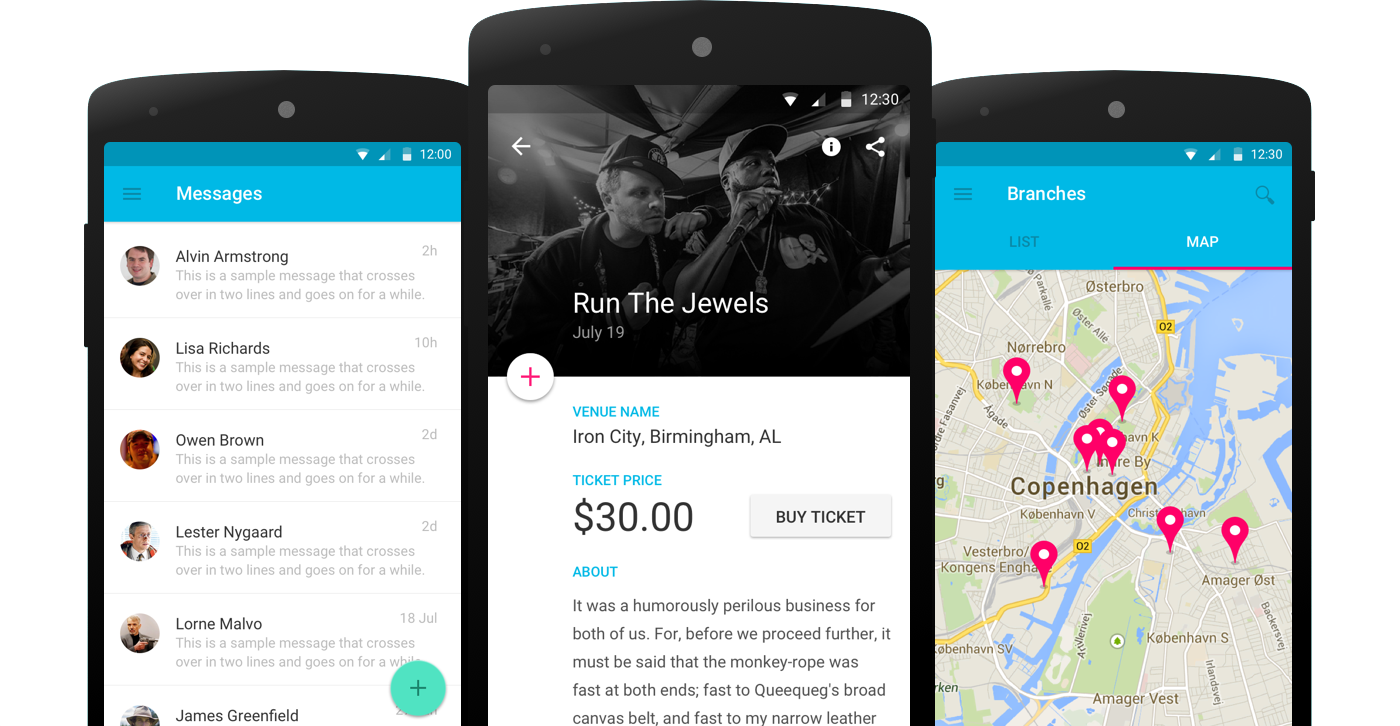 12:00
Messages
Alvin Armstrong
2h
This is a sample message that crosses
over in two lines and goes on for a while.
Lisa Richards
10h
This is a sample message that crosses
over in two lines and goes on for a while.
Owen Brown
2d
This is a sample message that crosses
over in two lines and goes on for a while.
Lester Nygaard
2d
This is a sample message that crosses
over in two lines and goes on for a while.
Lorne Malvo
18 Jul
This is a sample message that crosses
over in two lines and goes on for a while.
James Greenfield
12:30
Run The Jewels
July 19
VENUE NAME
Iron City, Birmingham, AL
TICKET PRICE
$30.00
BUY TICKET
ABOUT
It was a humorously perilous business for
both of us. For, before we proceed further, it
must be said that the monkey-rope was
fast at both ends; fast to Queequeg's broad
canvas belt, and fast to my narrow leather
12:30
Branches
LIST
MAP
Østerbro
Øster Allé
O2
Nørrebro
København N
Øster Søgade
Ågade
København K
Indre By
Copenhagen
København V
Christianshavn
O2
Vesterbro/
Kongens Enghave
Amager Øst
Backersvej
Artillerivej
København S
København SV
Irlandsvej
Amager Vest